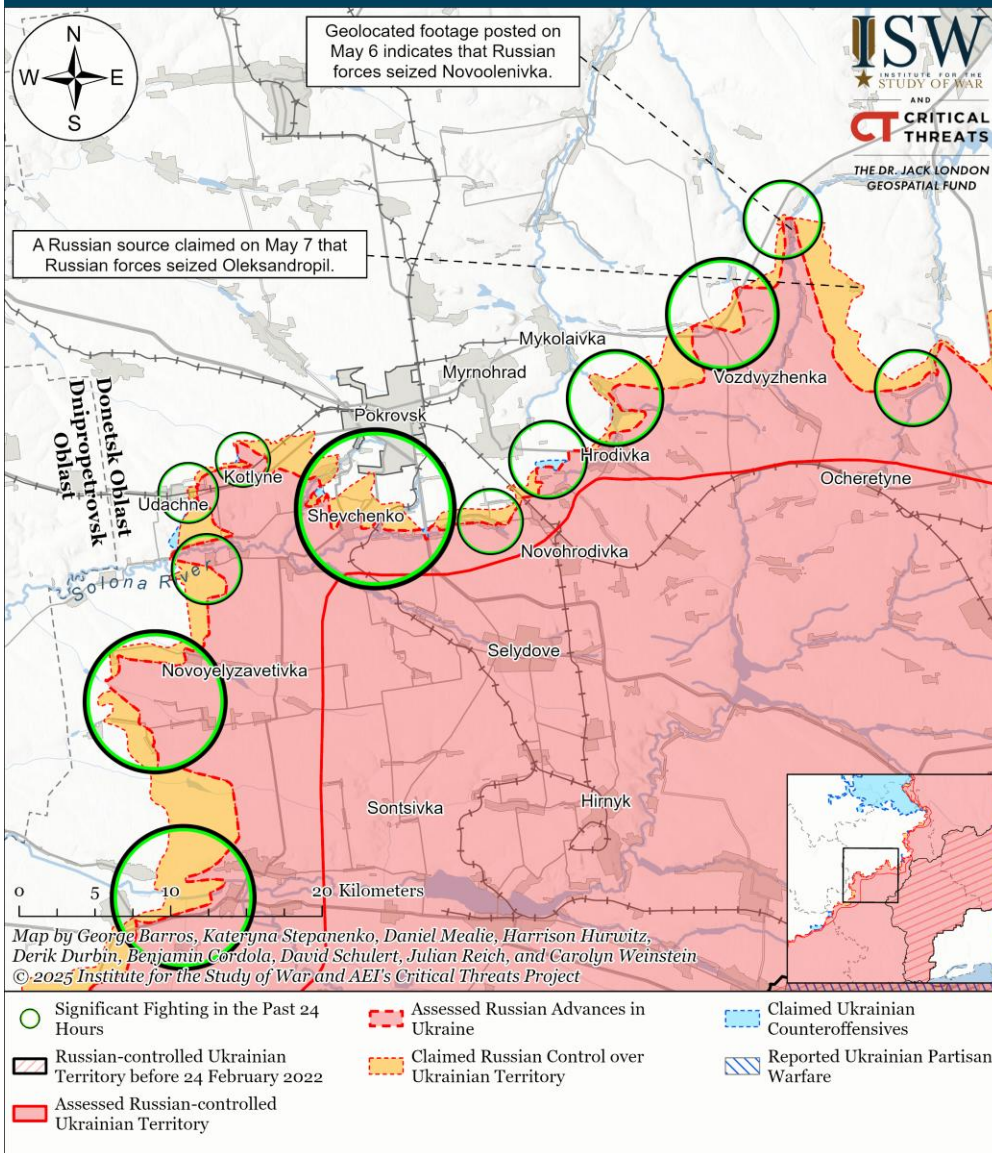 N
W E
S
Geolocated footage posted on
May 6 indicates that Russian
forces seized Novoolenivka.
ISW
INSTITUTE FOR THE
STUDY OF WAR
AND
CT CRITICAL
THREATS
THE DR. JACK LONDON
GEOSPATIAL FUND
A Russian source claimed on May 7 that
Russian forces seized Oleksandropil.
Mykolaivka
Myrnohrad
Vozdvyzhenka
Donetsk Oblast
Dnipropetrovsk
Oblast
Pokrovsk
Kotlyne
Hrodivka
Udachne
Ocheretyne
Shevchenko
Novohrodivka
Solona River
Selydove
Novoyelyzavetivka
Sontsivka
Hirnyk
0 5 10 20 Kilometers
Map by George Barros, Kateryna Stepanenko, Daniel Mealie, Harrison Hurwitz,
Derik Durbin, Benjamin Cordola, David Schulert, Julian Reich, and Carolyn Weinstein
© 2025 Institute for the Study of War and AEI's Critical Threats Project
Significant Fighting in the Past 24
Hours
Russian-controlled Ukrainian
Territory before 24 February 2022
Assessed Russian-controlled
Ukrainian Territory
Assessed Russian Advances in
Ukraine
Claimed Russian Control over
Ukrainian Territory
Claimed Ukrainian
Counteroffensives
Reported Ukrainian Partisan
Warfare